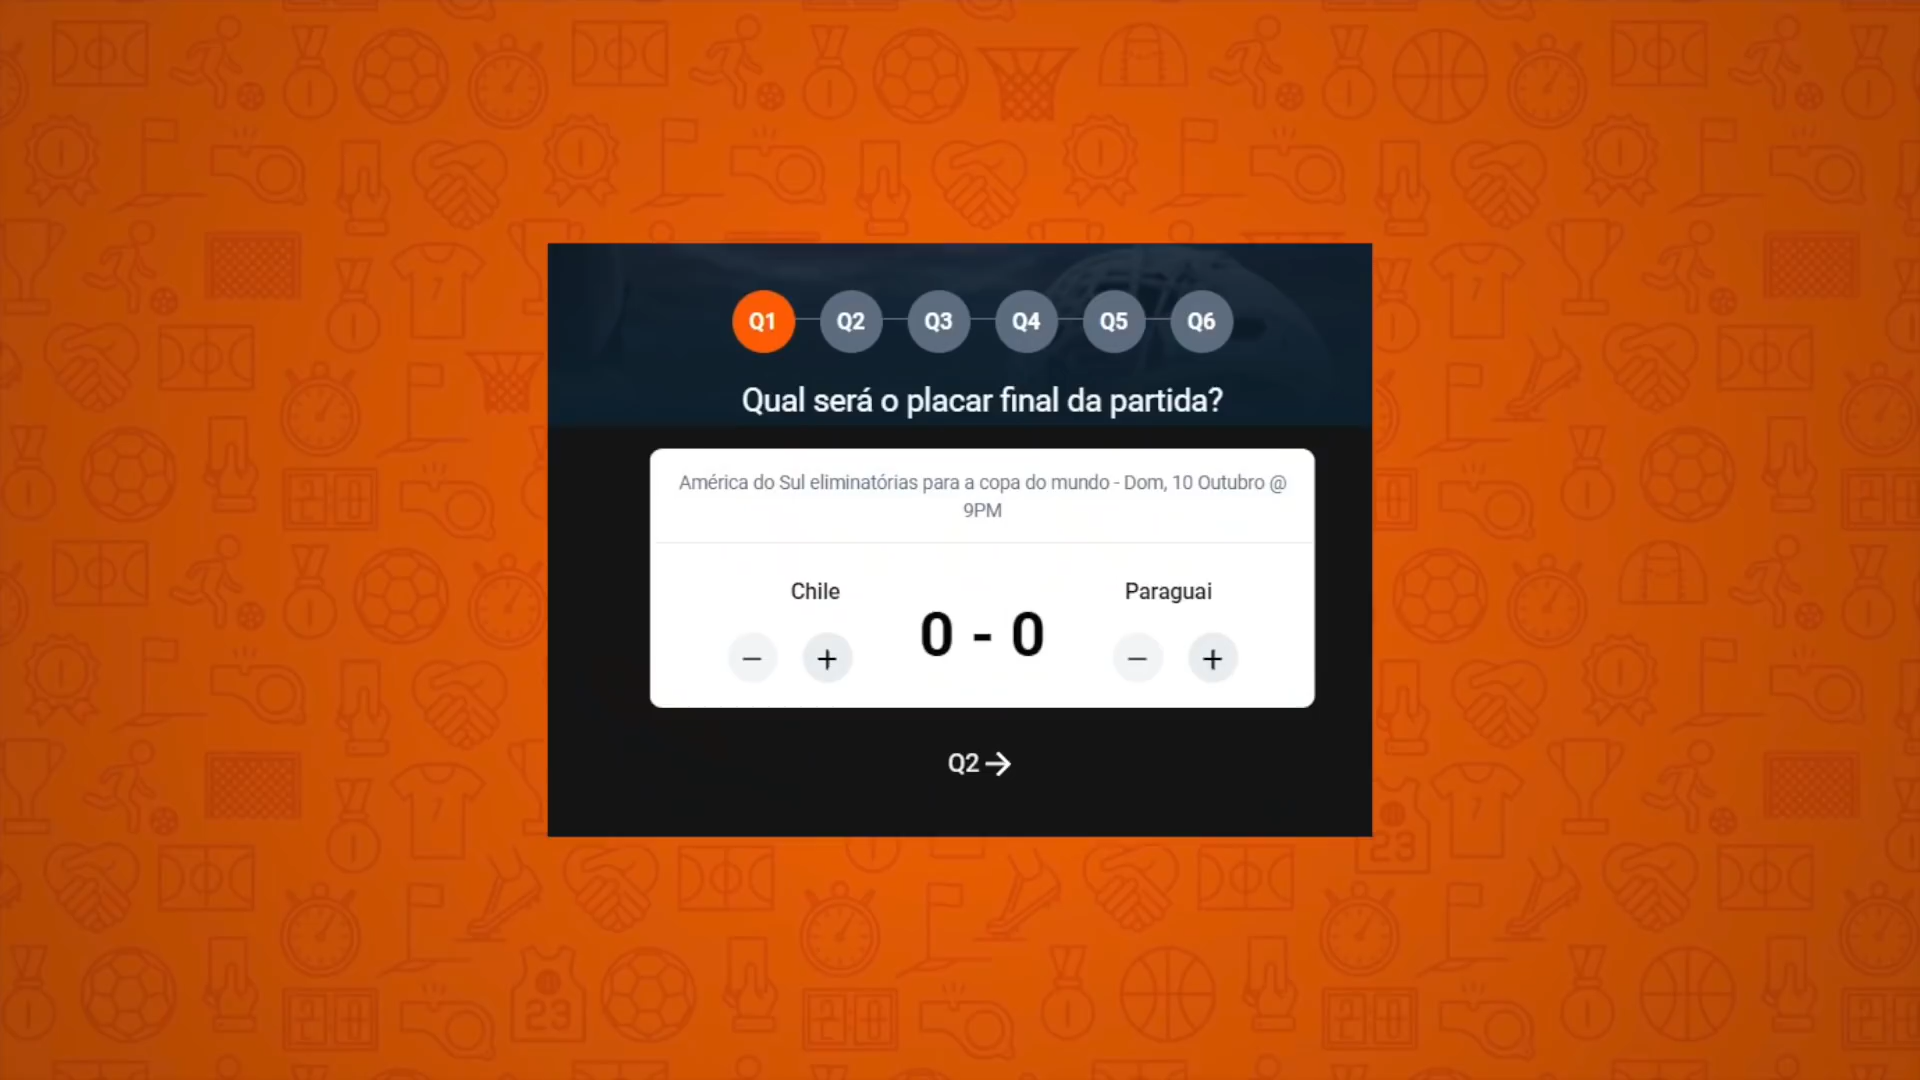 Q1 Q2 Q3 Q4 Q5 Q6
Qual será o placar final da partida?
América do Sul eliminatórias para a copa do mundo - Dom, 10 Outubro @
9PM
Chile
Paraguai
0 - 0
− +
− +
Q2→